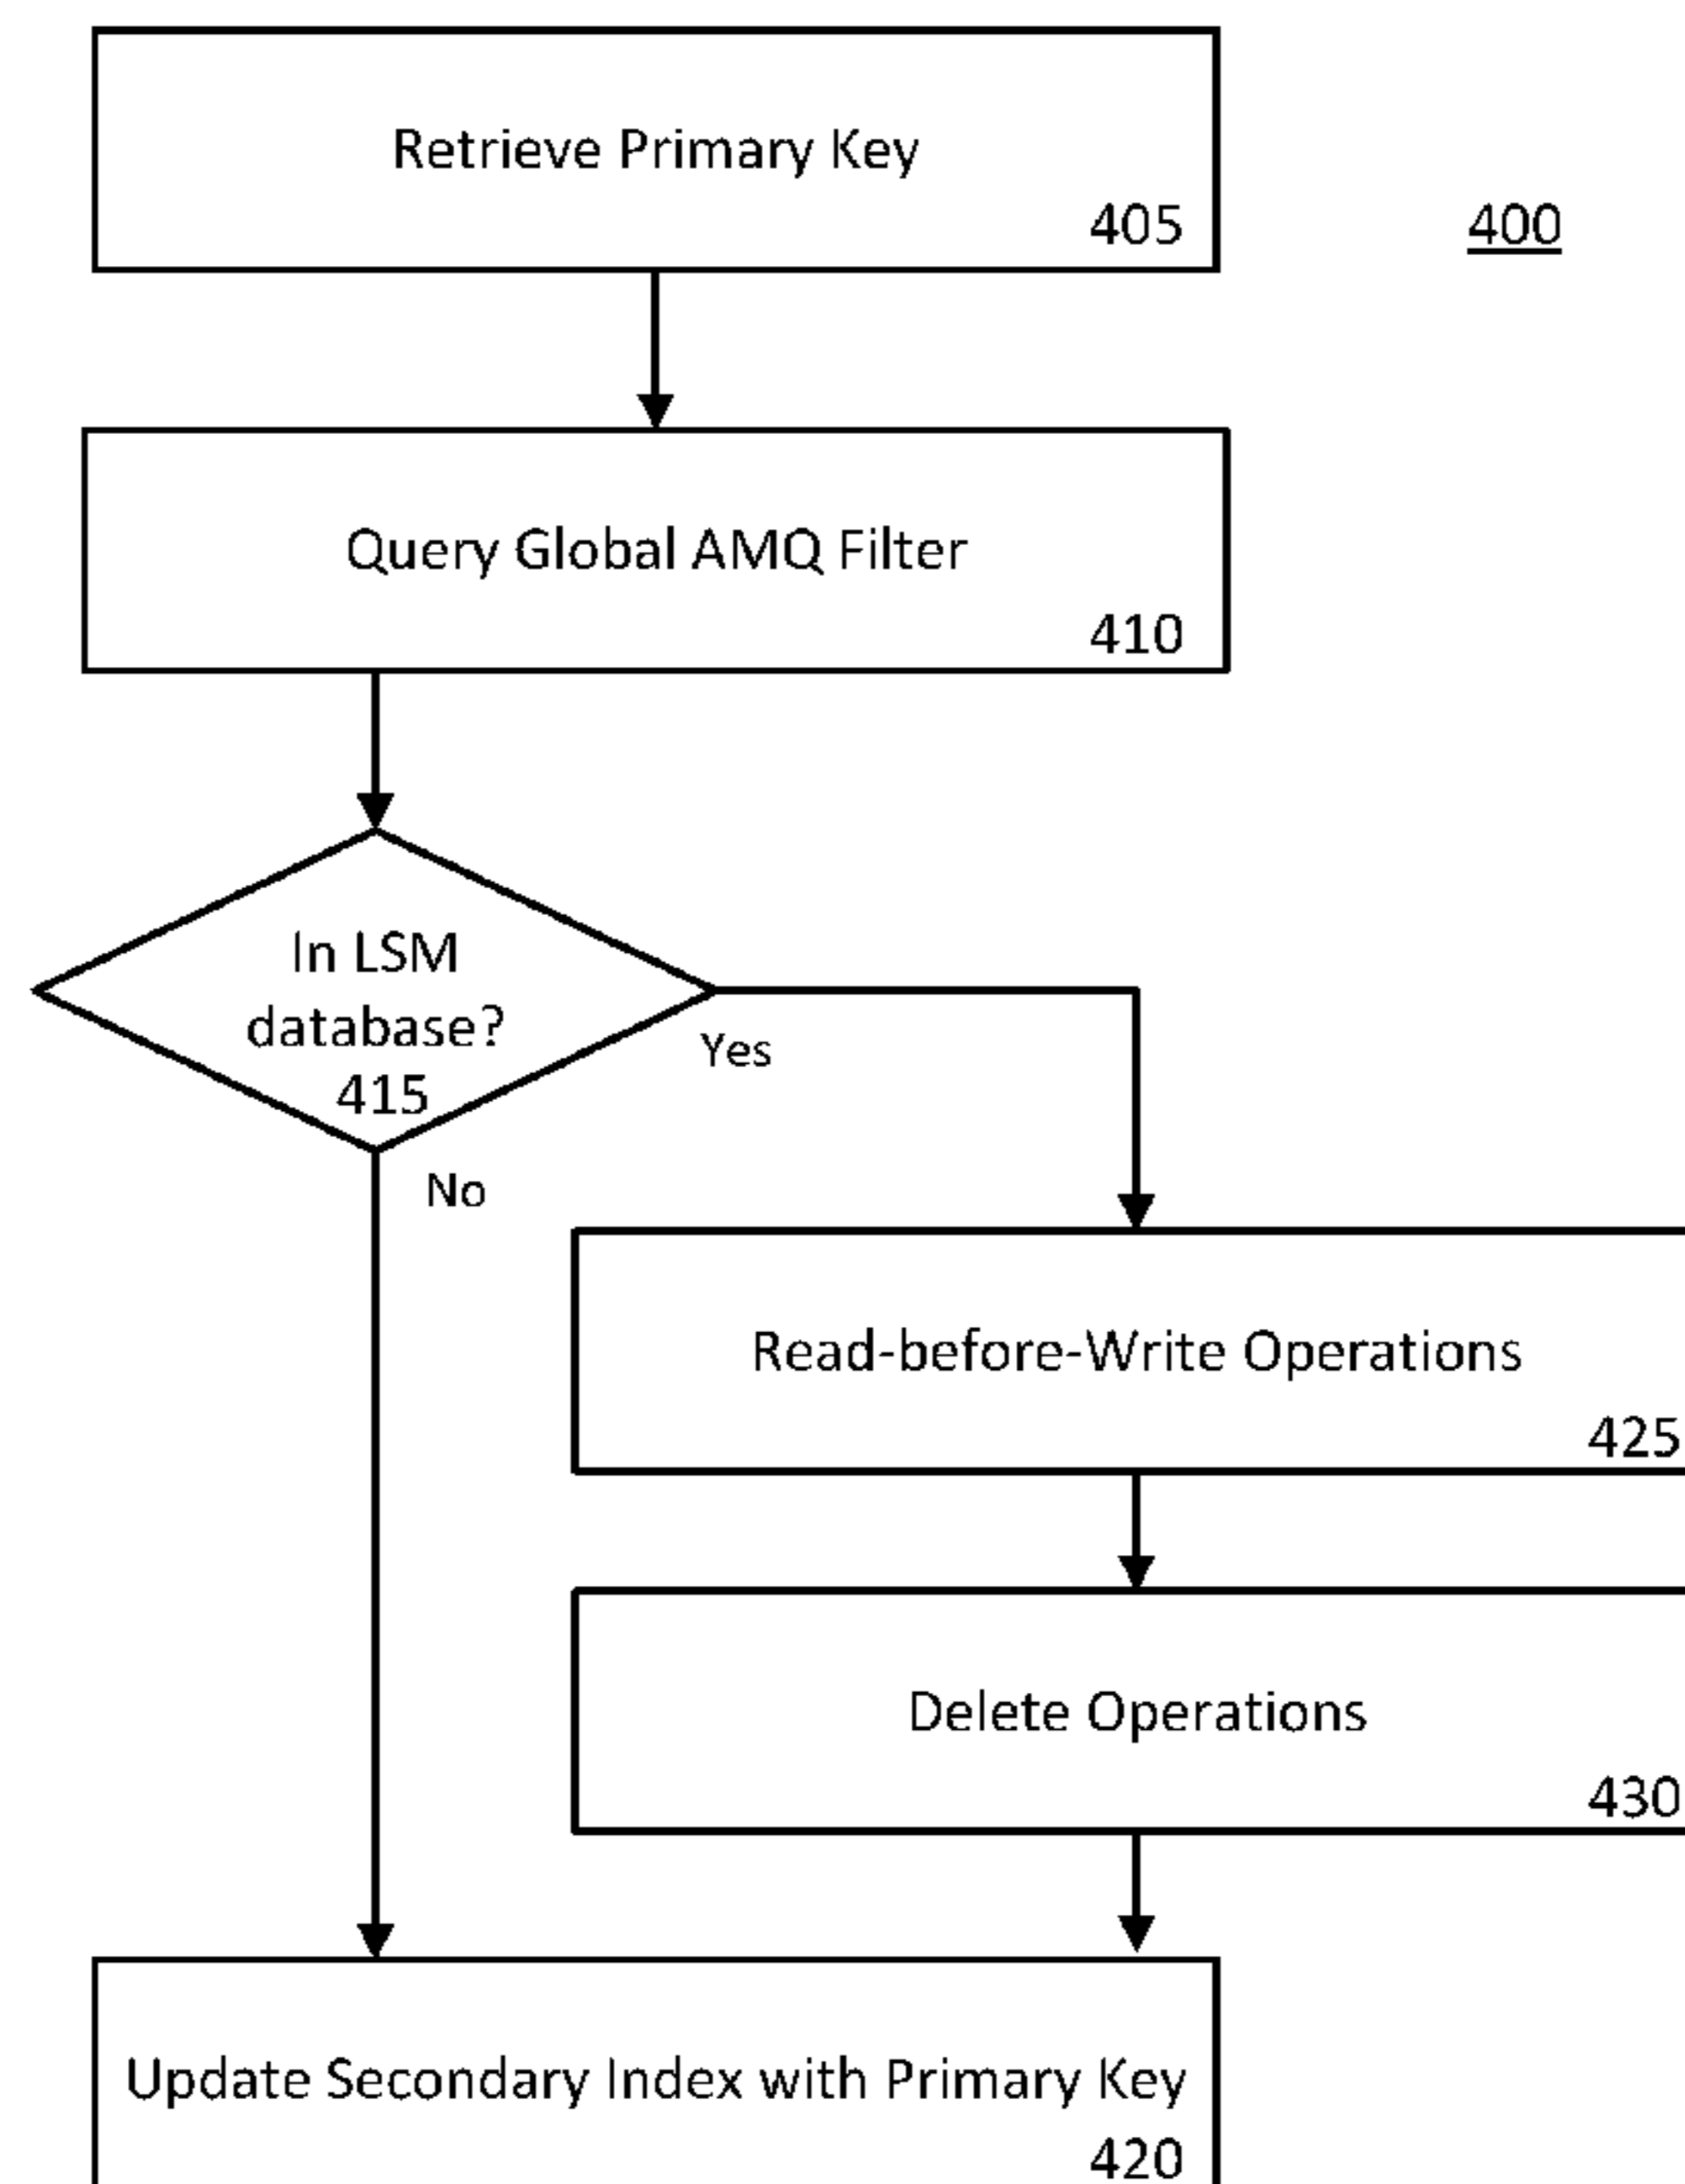 Retrieve Primary Key
405
400
Query Global AMQ Filter
410
In LSM
database?
415
Yes
No
Read-before-Write Operations
425
Delete Operations
430
Update Secondary Index with Primary Key
420